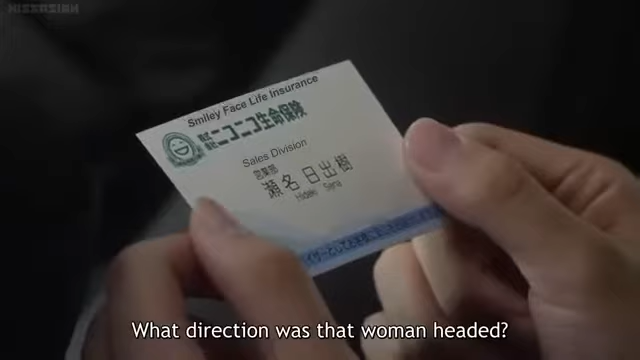 MISSASIAN
Smiley Face Life Insurance
株式会社ニコニコ生命保険
Sales Division
営業部
瀬名 日出樹
Hideki Sena
What direction was that woman headed?